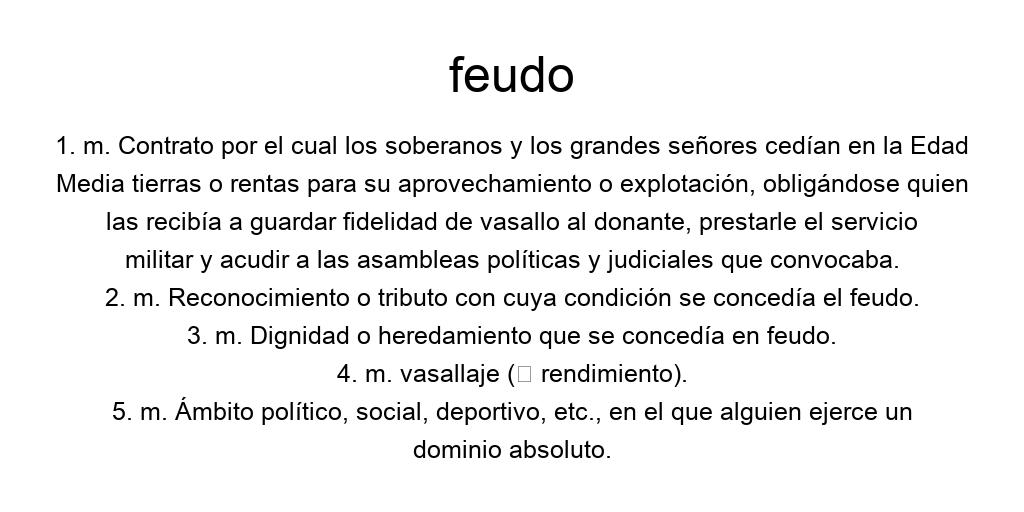 feudo
1. m. Contrato por el cual los soberanos y los grandes señores cedían en la Edad
Media tierras o rentas para su aprovechamiento o explotación, obligándose quien
las recibía a guardar fidelidad de vasallo al donante, prestarle el servicio
militar y acudir a las asambleas políticas y judiciales que convocaba.
2. m. Reconocimiento o tributo con cuya condición se concedía el feudo.
3. m. Dignidad o heredamiento que se concedía en feudo.
4. m. vasallaje (□ rendimiento).
5. m. Ámbito político, social, deportivo, etc., en el que alguien ejerce un
dominio absoluto.